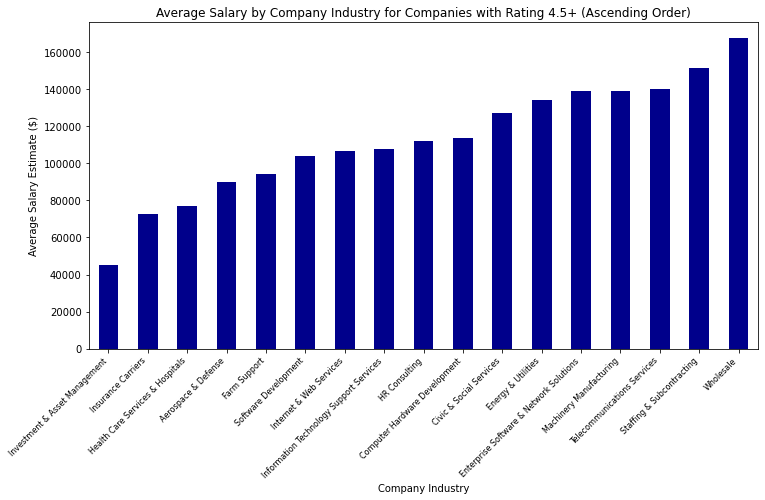 Average Salary by Company Industry for Companies with Rating 4.5+ (Ascending Order)
Average Salary Estimate ($)
160000
140000
120000
100000
80000
60000
40000
20000
0
Investment & Asset Management
Insurance Carriers
Health Care Services & Hospitals
Aerospace & Defense
Farm Support
Software Development
Internet & Web Services
Information Technology Support Services
HR Consulting
Computer Hardware Development
Civic & Social Services
Energy & Utilities
Enterprise Software & Network Solutions
Machinery Manufacturing
Telecommunications Services
Staffing & Subcontracting
Wholesale
Company Industry